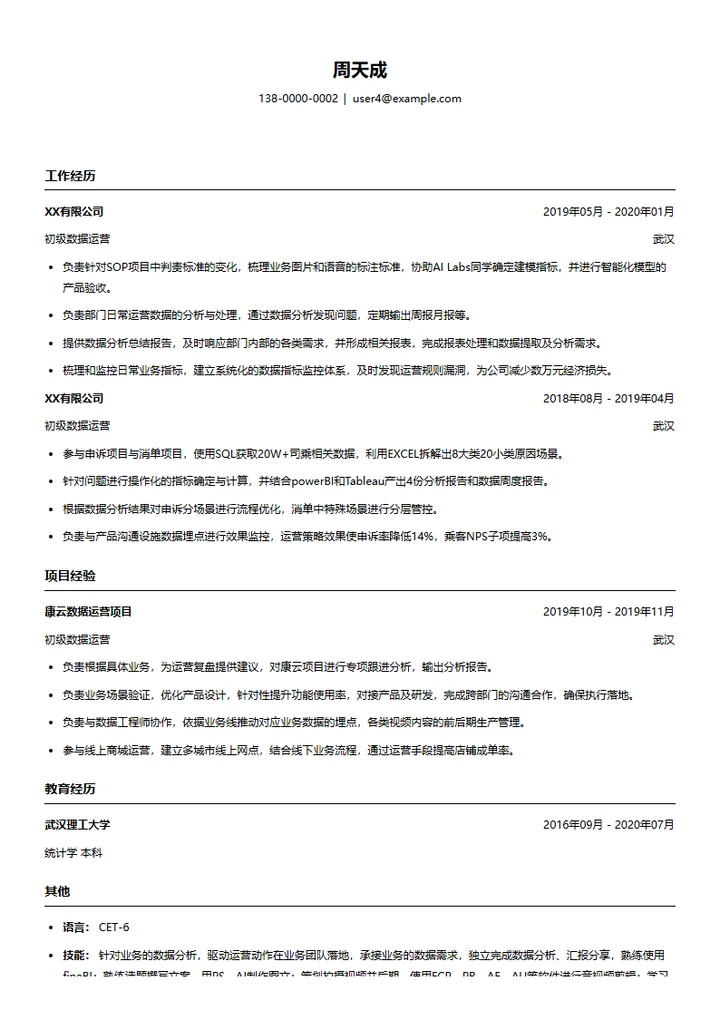 周天成
138-0000-0002 | user4@example.com
工作经历
XX有限公司 2019年05月 - 2020年01月
初级数据运营 武汉
• 负责针对SOP项目中判责标准的变化，梳理业务图片和语音的标注标准，协助AI Labs同学确定建模指标，并进行智能化模型的
产品验收。
• 负责部门日常运营数据的分析与处理，通过数据分析发现问题，定期输出周报月报等。
• 提供数据分析总结报告，及时响应部门内部的各类需求，并形成相关报表，完成报表处理和数据提取及分析需求。
• 梳理和监控日常业务指标，建立系统化的数据指标监控体系，及时发现运营规则漏洞，为公司减少数万元经济损失。
XX有限公司 2018年08月 - 2019年04月
初级数据运营 武汉
• 参与申诉项目与消单项目，使用SQL获取20W+司乘相关数据，利用EXCEL拆解出8大类20小类原因场景。
• 针对问题进行操作化的指标确定与计算，并结合powerBI和Tableau产出4份分析报告和数据周度报告。
• 根据数据分析结果对申诉分场景进行流程优化，消单中特殊场景进行分层管控。
• 负责与产品沟通设施数据埋点进行效果监控，运营策略效果使申诉率降低14%，乘客NPS子项提高3%。
项目经验
康云数据运营项目 2019年10月 - 2019年11月
初级数据运营 武汉
• 负责根据具体业务，为运营复盘提供建议，对康云项目进行专项跟进分析，输出分析报告。
• 负责业务场景验证，优化产品设计，针对性提升功能使用率，对接产品及研发，完成跨部门的沟通合作，确保执行落地。
• 负责与数据工程师协作，依据业务线推动对应业务数据的埋点，各类视频内容的前后期生产管理。
• 参与线上商城运营，建立多城市线上网点，结合线下业务流程，通过运营手段提高店铺成单率。
教育经历
武汉理工大学 2016年09月 - 2020年07月
统计学 本科
其他
• 语言： CET-6
• 技能： 针对业务的数据分析，驱动运营动作在业务团队落地，承接业务的数据需求，独立完成数据分析、汇报分享，熟练使用